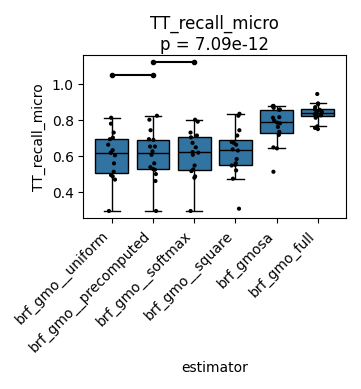 TT_recall_micro
p = 7.09e-12
TT_recall_micro
1.0
0.8
0.6
0.4
brf_gmo__uniform
brf_gmo__precomputed
brf_gmo__softmax
brf_gmo__square
brf_gmosa
brf_gmo_full
estimator